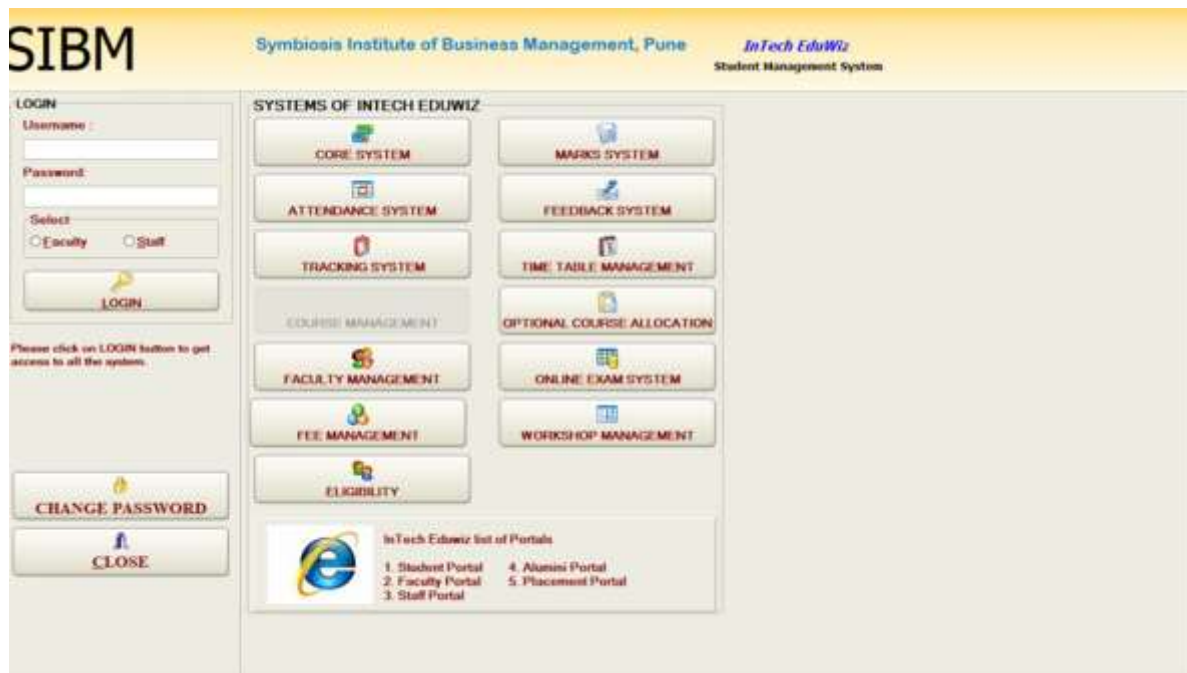 SIBM
Symbiosis Institute of Business Management, Pune
InTech EduWiz
Student Management System
LOGIN
Username :
Password:
Select
Faculty
Staff
LOGIN
Please click on LOGIN button to get
access to all the system.
CHANGE PASSWORD
CLOSE
SYSTEMS OF INTECH EDUWIZ
CORE SYSTEM
MARKS SYSTEM
ATTENDANCE SYSTEM
FEEDBACK SYSTEM
TRACKING SYSTEM
TIME TABLE MANAGEMENT
COURSE MANAGEMENT
OPTIONAL COURSE ALLOCATION
FACULTY MANAGEMENT
ONLINE EXAM SYSTEM
FEE MANAGEMENT
WORKSHOP MANAGEMENT
ELIGIBILITY
InTech Eduwiz list of Portals
1. Student Portal
2. Faculty Portal
3. Staff Portal
4. Alumini Portal
5. Placement Portal